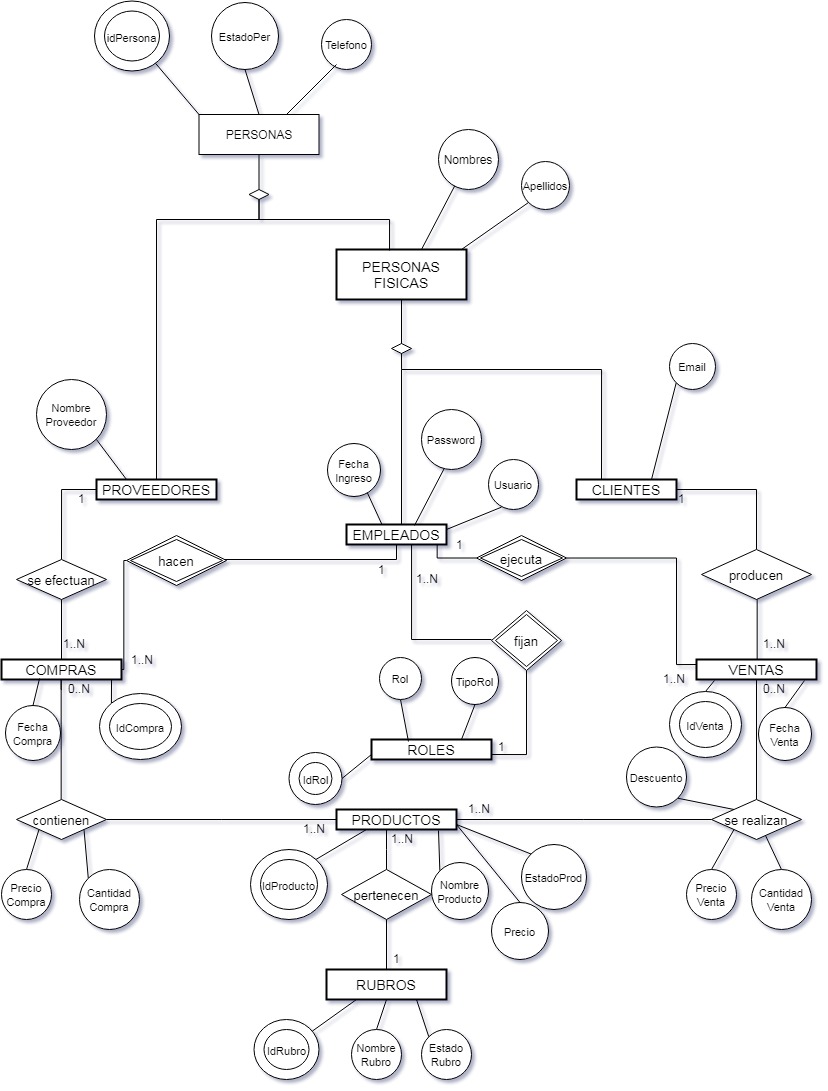 idPersona
EstadoPer
Telefono
PERSONAS
Nombres
Apellidos
PERSONAS
FISICAS
Email
Nombre
Proveedor
Password
Fecha
Ingreso
Usuario
PROVEEDORES
CLIENTES
1
1
EMPLEADOS
1
hacen
ejecuta
1
1..N
se efectuan
producen
fijan
1..N
1..N
1..N
COMPRAS
VENTAS
1..N
0..N
0..N
Rol
TipoRol
Fecha
Compra
IdCompra
IdVenta
Fecha
Venta
ROLES
1
IdRol
Descuento
1..N
contienen
PRODUCTOS
se realizan
1..N
1..N
IdProducto
pertenecen
Nombre
Producto
EstadoProd
Precio
Compra
Cantidad
Compra
Precio
Venta
Cantidad
Venta
Precio
1
RUBROS
IdRubro
Nombre
Rubro
Estado
Rubro